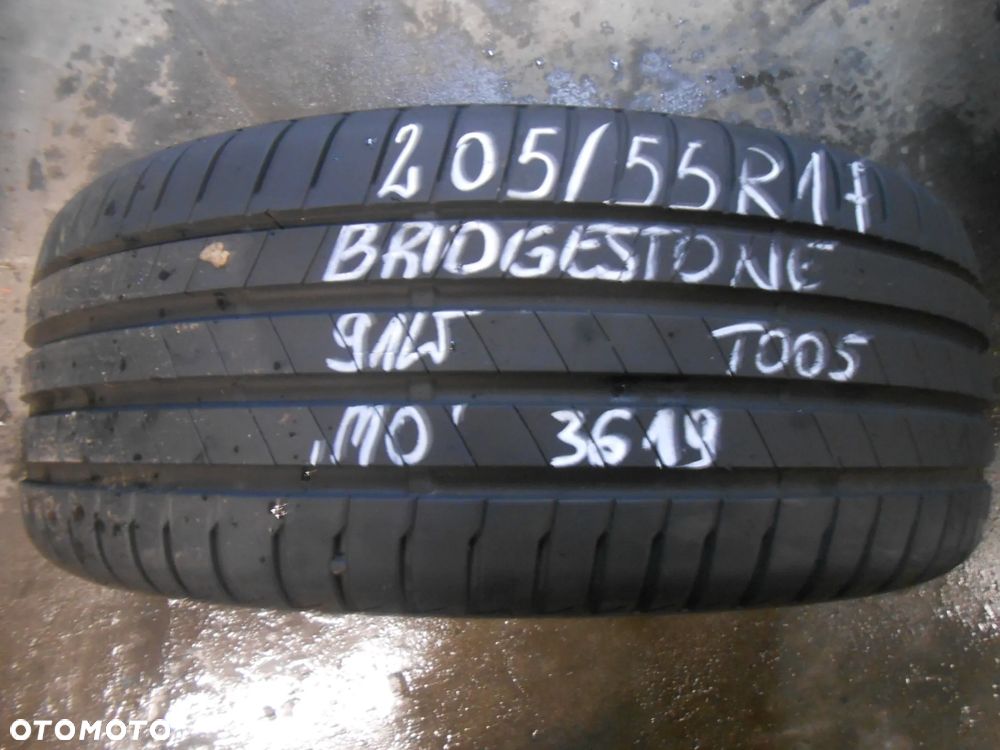 205/55R17
BRIDGESTONE
91W T005
"MO" 3619
OTOMOTO